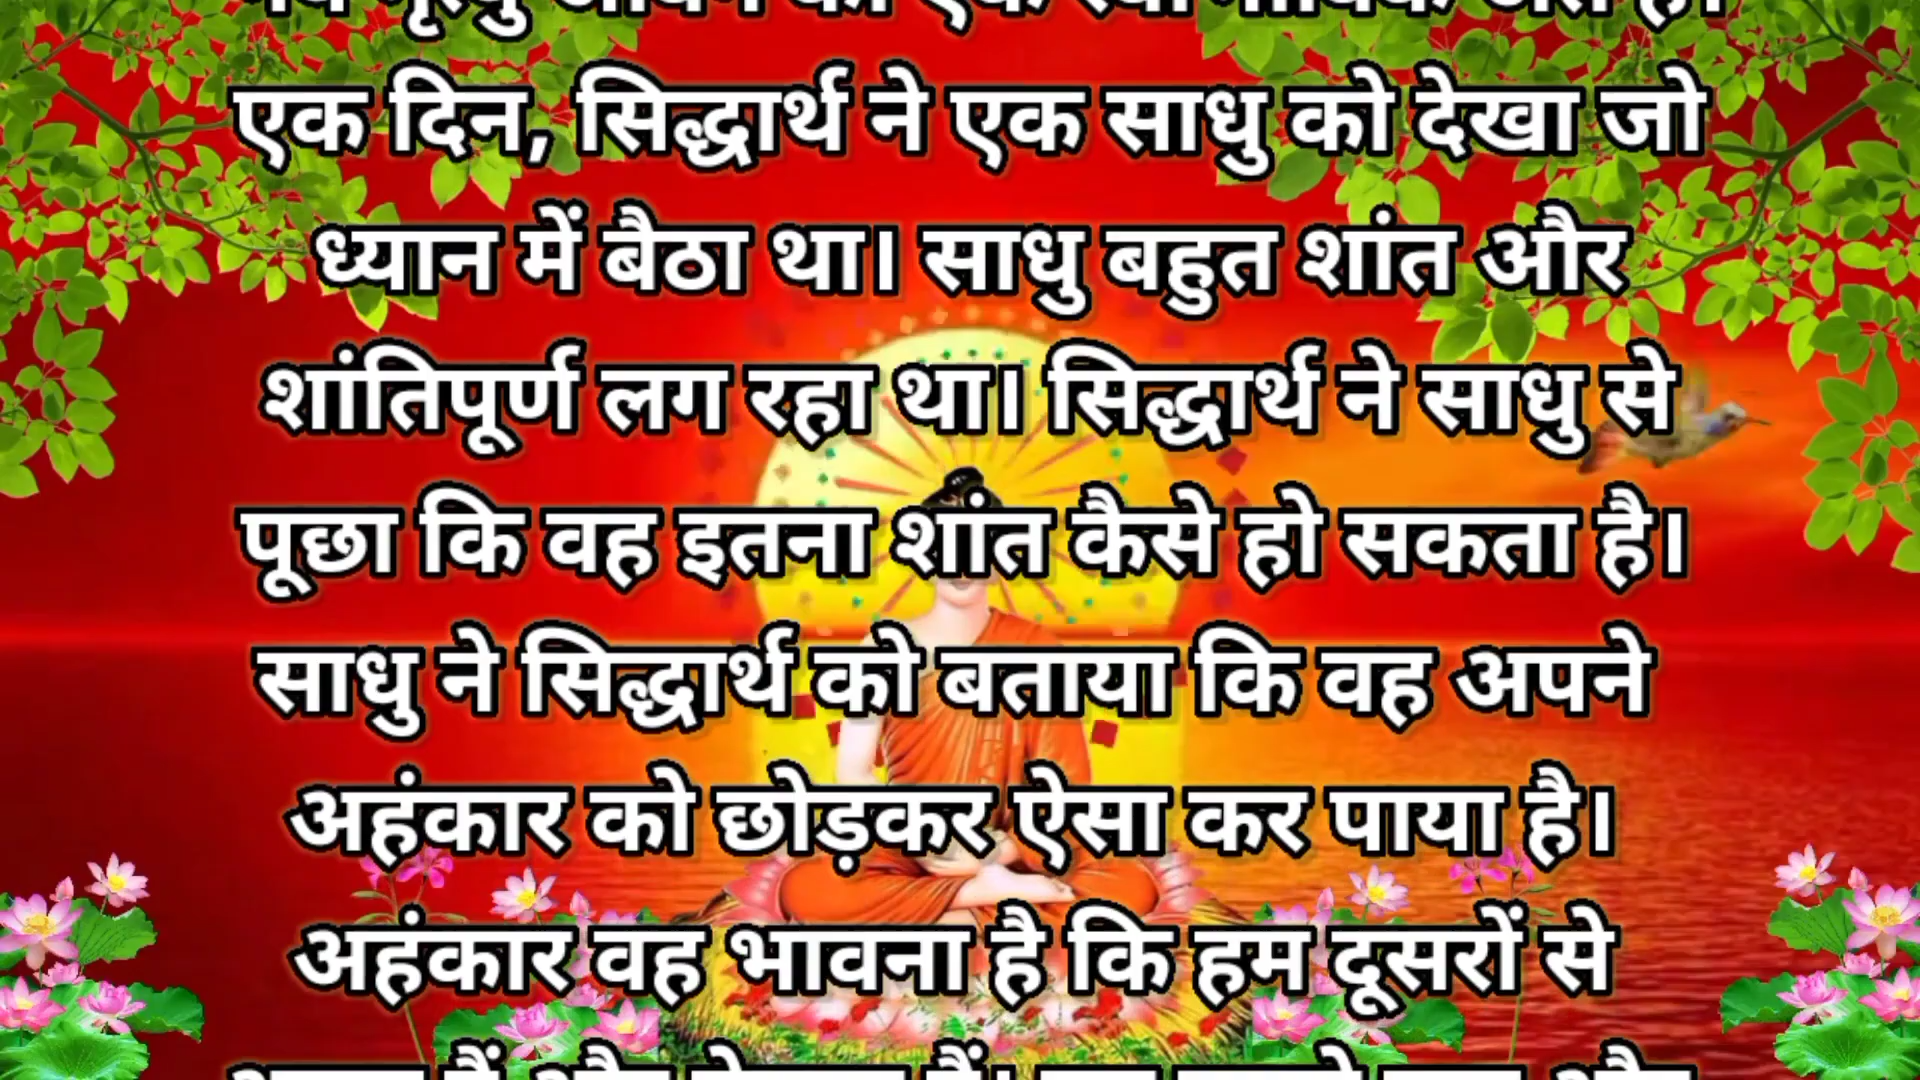 एक दिन, सिद्धार्थ ने एक साधु को देखा जो
ध्यान में बैठा था। साधु बहुत शांत और
शांतिपूर्ण लग रहा था। सिद्धार्थ ने साधु से
पूछा कि वह इतना शांत कैसे हो सकता है।
साधु ने सिद्धार्थ को बताया कि वह अपने
अहंकार को छोड़कर ऐसा कर पाया है।
अहंकार वह भावना है कि हम दूसरों से